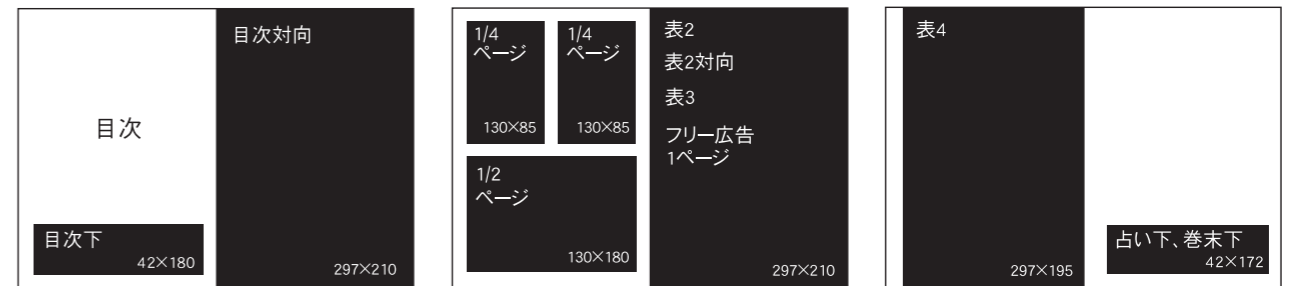 目次
目次下
42×180
目次対向
297×210
1/4
ページ
130×85
1/4
ページ
130×85
1/2
ページ
130×180
表2
表2対向
表3
フリー広告
1ページ
297×210
表4
297×195
占い下、巻末下
42×172